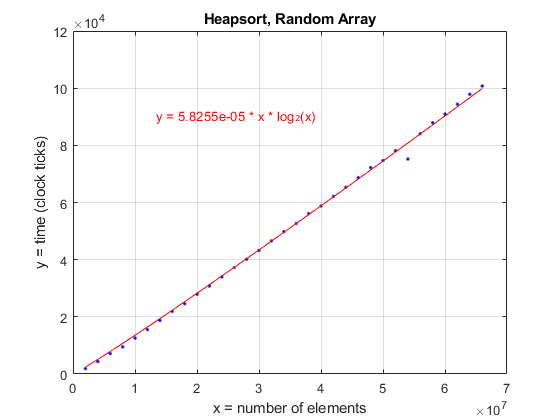 Heapsort, Random Array
×10⁴
12
10
8
6
4
2
0
y = time (clock ticks)
y = 5.8255e-05 * x * log₂(x)
0 1 2 3 4 5 6 7
x = number of elements
×10⁷